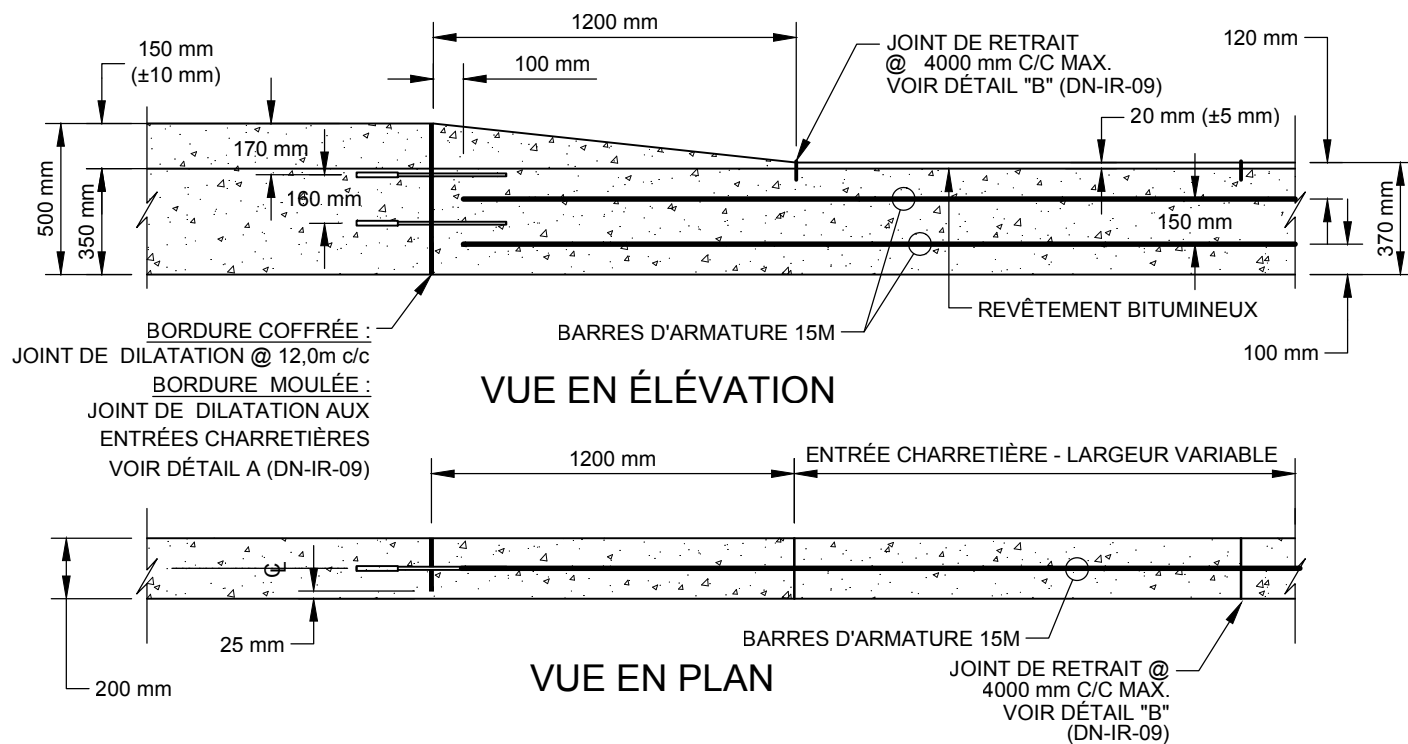 1200 mm
150 mm
(±10 mm)
100 mm
JOINT DE RETRAIT
@ 4000 mm C/C MAX.
VOIR DÉTAIL "B" (DN-IR-09)
120 mm
20 mm (±5 mm)
170 mm
160 mm
500 mm
350 mm
150 mm
370 mm
BORDURE COFFRÉE :
JOINT DE DILATATION @ 12,0m c/c
BORDURE MOULÉE :
JOINT DE DILATATION AUX
ENTRÉES CHARRETIÈRES
VOIR DÉTAIL A (DN-IR-09)
BARRES D'ARMATURE 15M
REVÊTEMENT BITUMINEUX
100 mm
VUE EN ÉLÉVATION
1200 mm
ENTRÉE CHARRETIÈRE - LARGEUR VARIABLE
CL
25 mm
200 mm
BARRES D'ARMATURE 15M
VUE EN PLAN
JOINT DE RETRAIT @
4000 mm C/C MAX.
VOIR DÉTAIL "B"
(DN-IR-09)